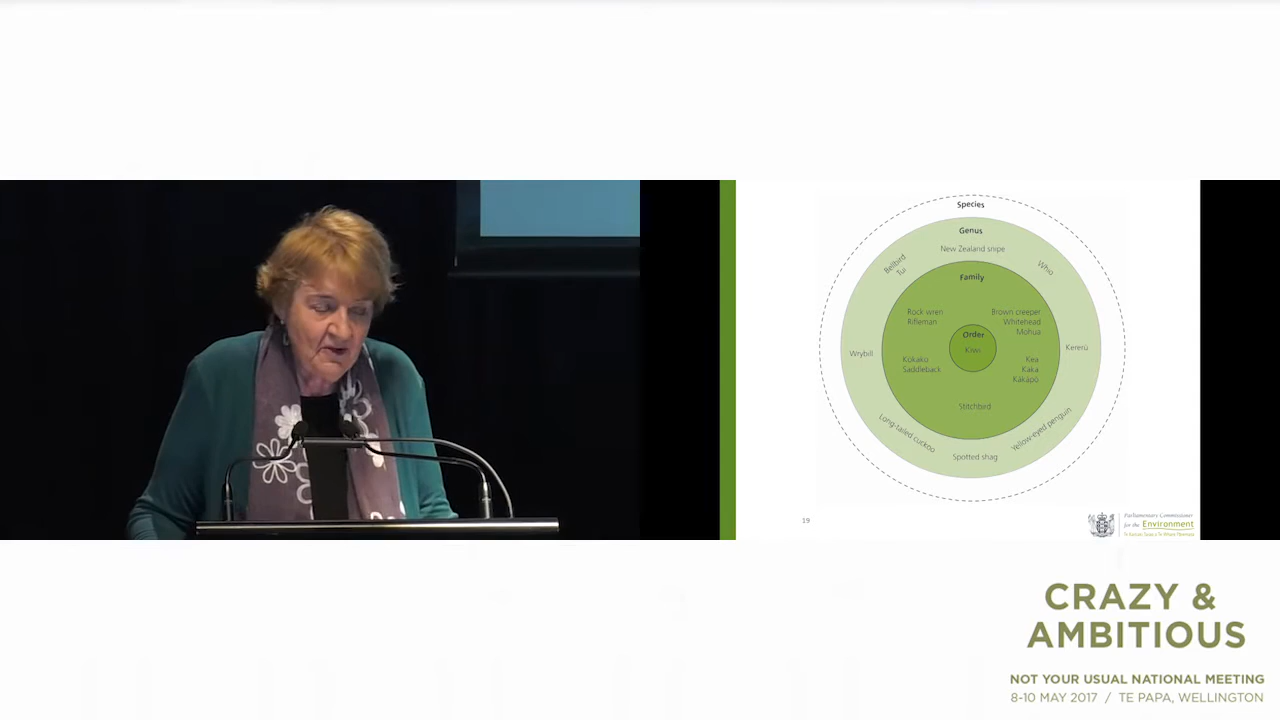 Species
Genus
New Zealand snipe
Bellbird
Tui
Whio
Family
Rock wren
Rifleman
Brown creeper
Whitehead
Mohua
Order
Kiwi
Wrybill
Kererū
Kōkako
Saddleback
Kea
Kaka
Kākāpō
Stitchbird
Long-tailed cuckoo
Yellow-eyed penguin
Spotted shag
19
Parliamentary Commissioner
for the Environment
CRAZY &
AMBITIOUS
NOT YOUR USUAL NATIONAL MEETING
8-10 MAY 2017 / TE PAPA, WELLINGTON